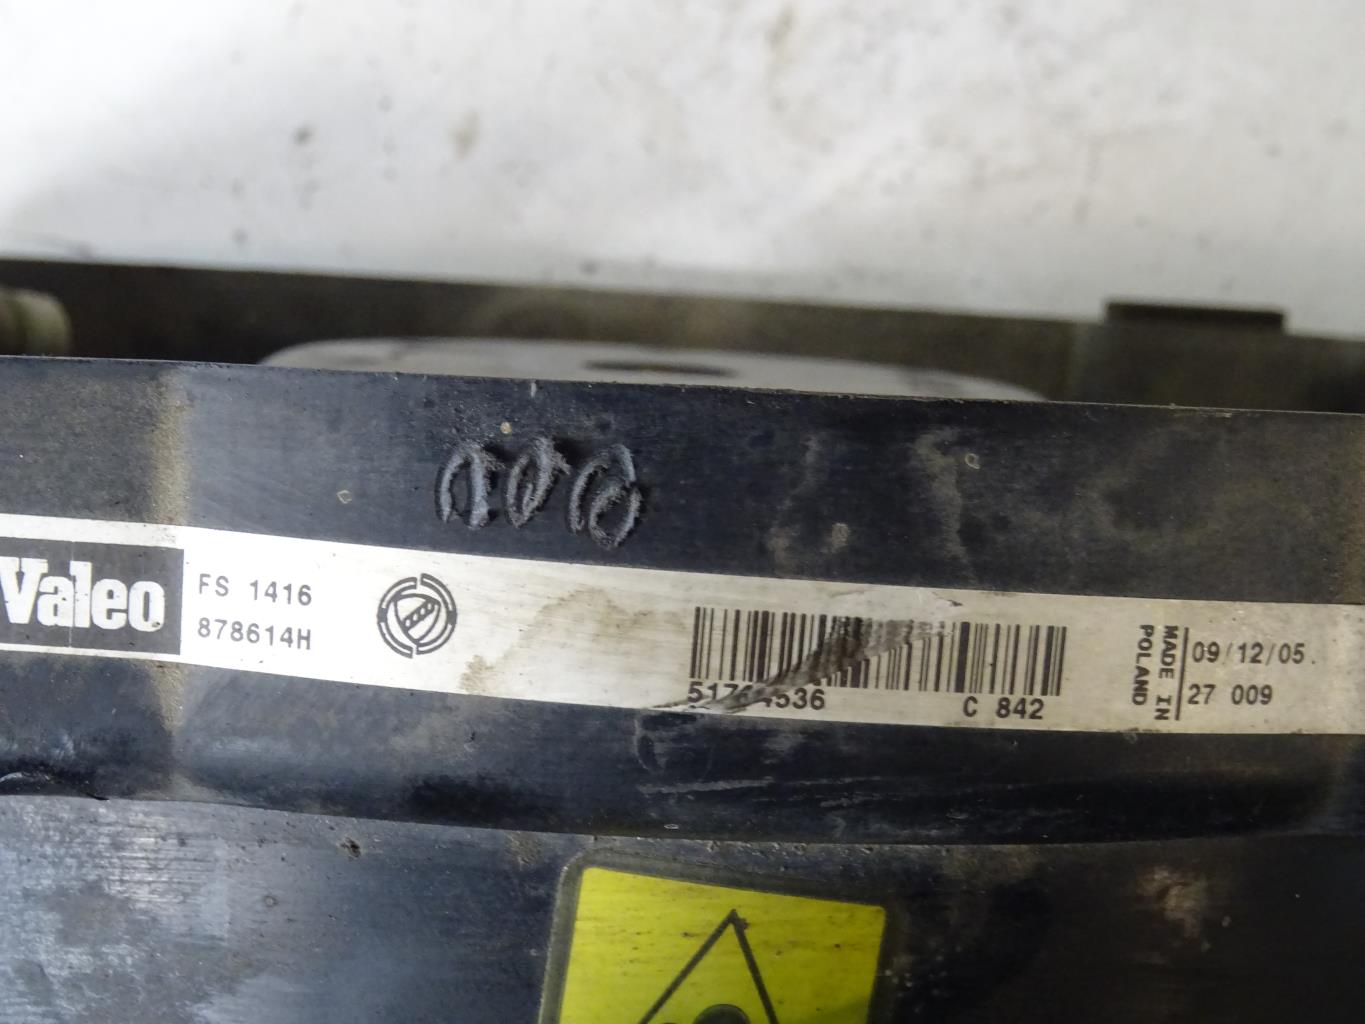 Valeo
FS 1416
878614H
C 842
MADE IN
POLAND
09/12/05.
27 009